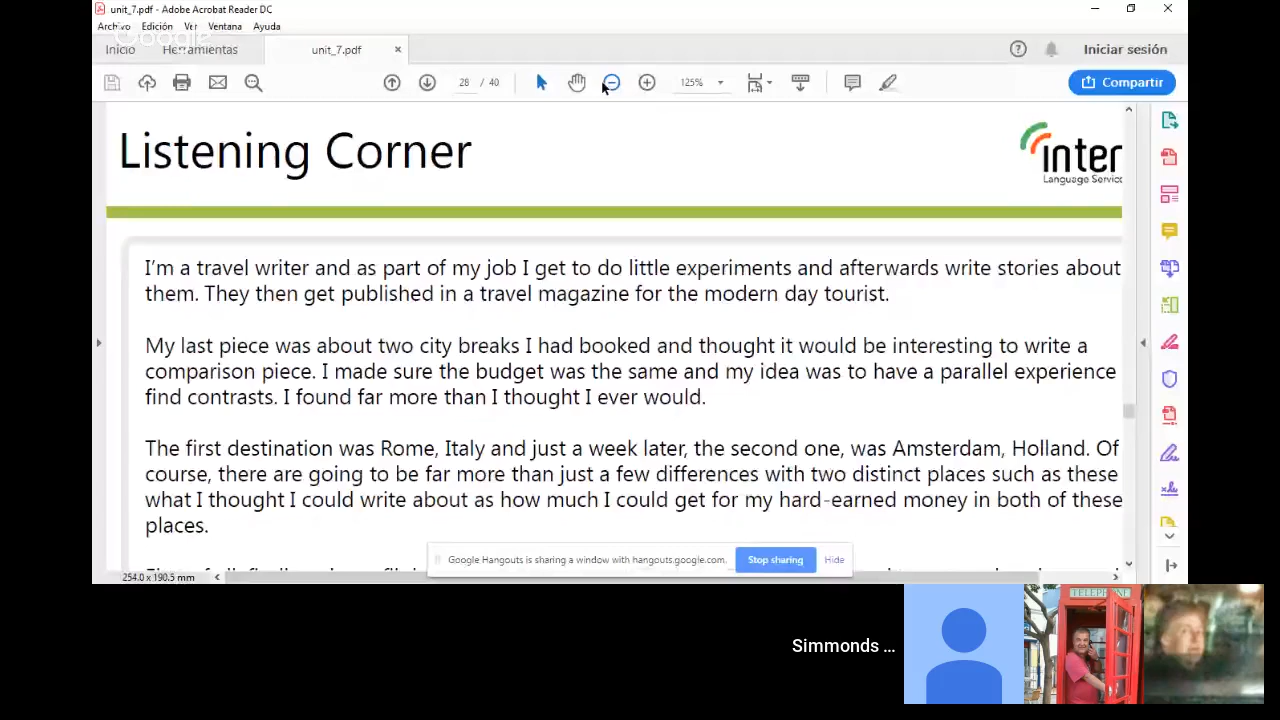 unit_7.pdf - Adobe Acrobat Reader DC
Archivo Edición Ver Ventana Ayuda
Google
Inicio Herramientas unit_7.pdf Iniciar sesión
28 / 40 125% Compartir
Listening Corner
inter
Language Servic
I'm a travel writer and as part of my job I get to do little experiments and afterwards write stories about
them. They then get published in a travel magazine for the modern day tourist.
My last piece was about two city breaks I had booked and thought it would be interesting to write a
comparison piece. I made sure the budget was the same and my idea was to have a parallel experience
find contrasts. I found far more than I thought I ever would.
The first destination was Rome, Italy and just a week later, the second one, was Amsterdam, Holland. Of
course, there are going to be far more than just a few differences with two distinct places such as these
what I thought I could write about as how much I could get for my hard-earned money in both of these
places.
Google Hangouts is sharing a window with hangouts.google.com. Stop sharing Hide
254.0 x 190.5 mm
Simmonds ...
TELEPHONE